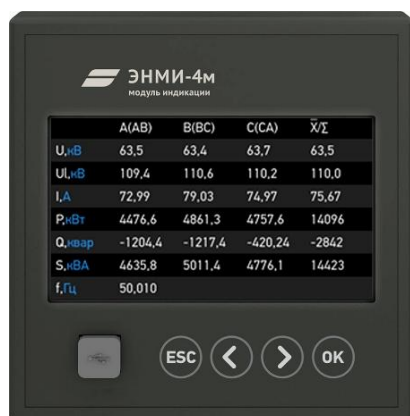 ЭНМИ-4м
модуль индикации
A(AB) B(BC) C(CA) X̅/Σ
U,кВ 63,5 63,4 63,7 63,5
Ul,кВ 109,4 110,6 110,2 110,0
I,А 72,99 79,03 74,97 75,67
P,кВт 4476,6 4861,3 4757,6 14096
Q,квар -1204,4 -1217,4 -420,24 -2842
S,кВА 4635,8 5011,4 4776,1 14423
f,Гц 50,010
ESC < > OK